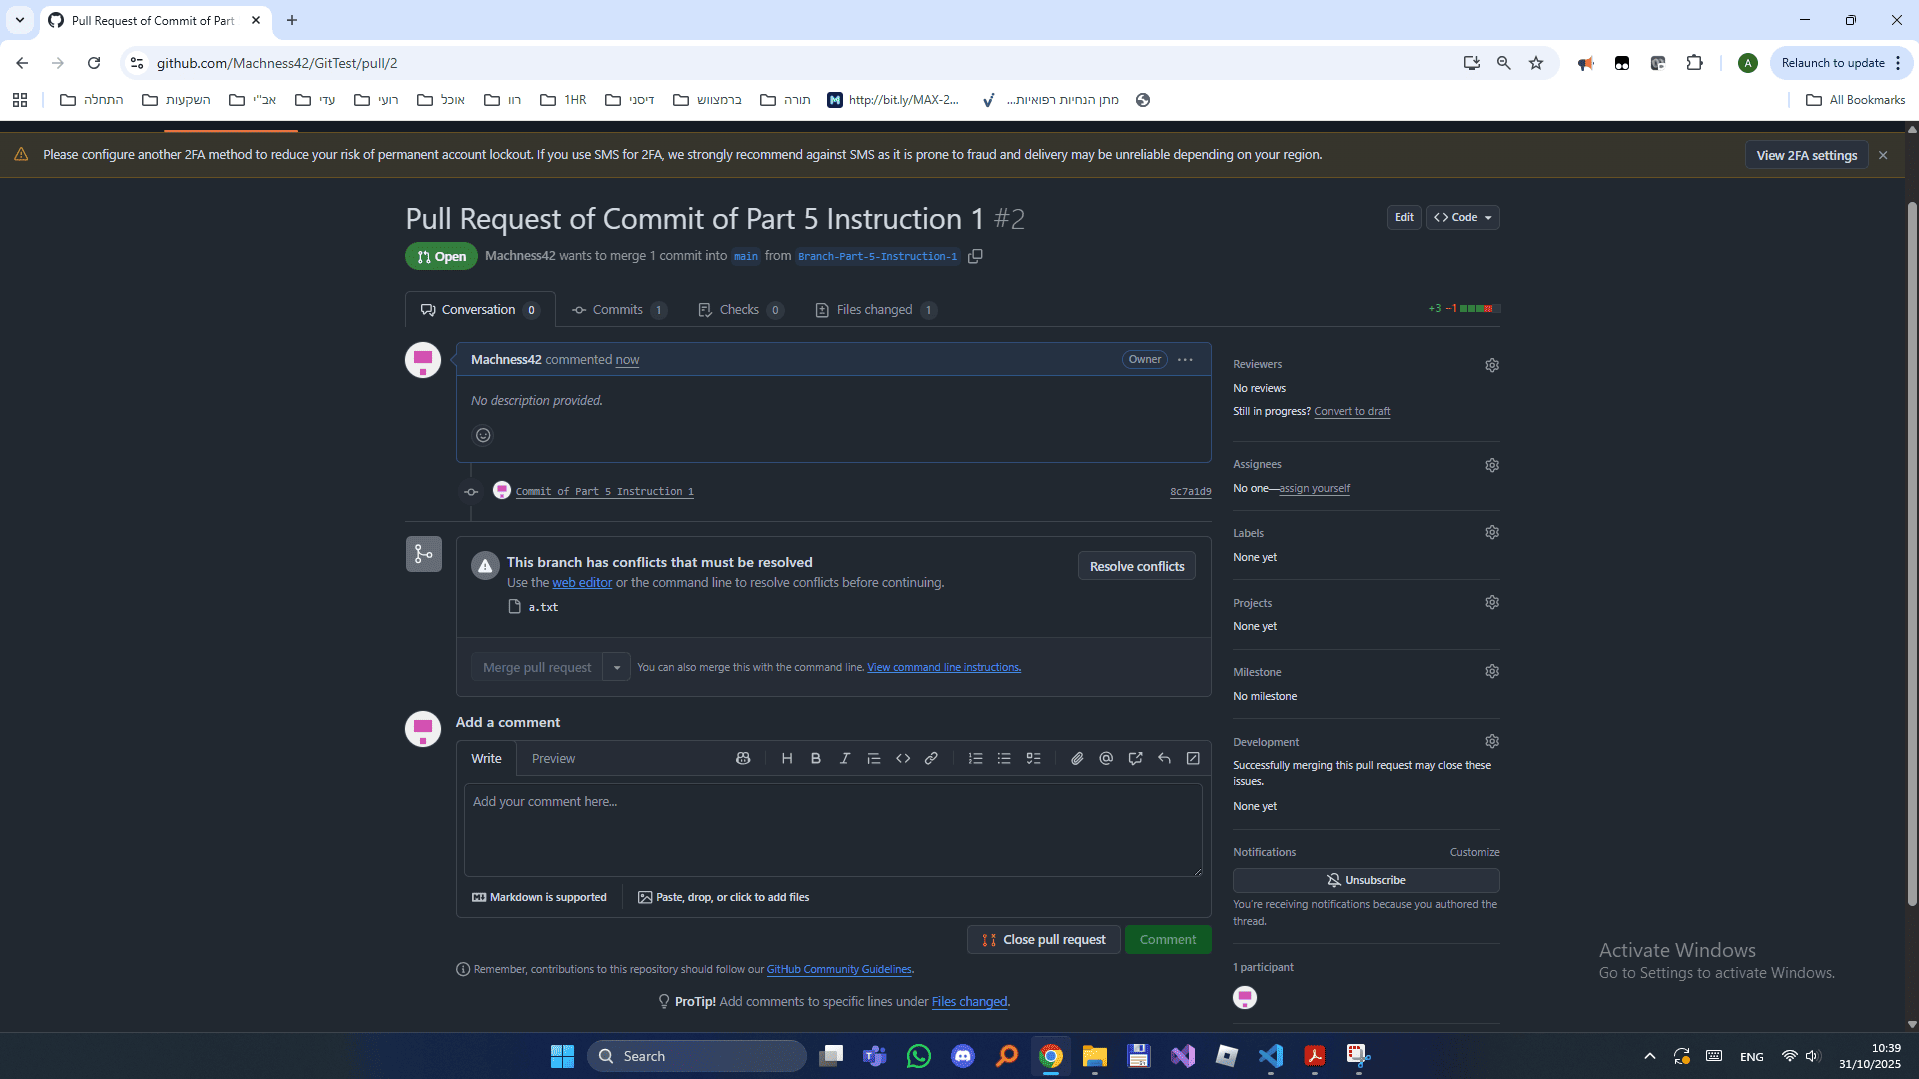 Pull Request of Commit of Part
github.com/Machness42/GitTest/pull/2
A
Relaunch to update
התחלה
השקעות
אב''י
עדי
רועי
אוכל
רוו
1HR
דיסני
ברמצווש
תורה
http://bit.ly/MAX-2...
מתן הנחיות רפואיות...
All Bookmarks
Please configure another 2FA method to reduce your risk of permanent account lockout. If you use SMS for 2FA, we strongly recommend against SMS as it is prone to fraud and delivery may be unreliable depending on your region.
View 2FA settings
Pull Request of Commit of Part 5 Instruction 1 #2
Edit
Code
Open
Machness42 wants to merge 1 commit into main from Branch-Part-5-Instruction-1
Conversation 0
Commits 1
Checks 0
Files changed 1
+3 −1
Machness42 commented now
Owner
No description provided.
Commit of Part 5 Instruction 1
8c7a1d9
This branch has conflicts that must be resolved
Use the web editor or the command line to resolve conflicts before continuing.
a.txt
Resolve conflicts
Merge pull request
You can also merge this with the command line. View command line instructions.
Add a comment
Write
Preview
Add your comment here...
Markdown is supported
Paste, drop, or click to add files
Close pull request
Comment
Remember, contributions to this repository should follow our GitHub Community Guidelines.
ProTip! Add comments to specific lines under Files changed.
Reviewers
No reviews
Still in progress? Convert to draft
Assignees
No one—assign yourself
Labels
None yet
Projects
None yet
Milestone
No milestone
Development
Successfully merging this pull request may close these
issues.
None yet
Notifications
Customize
Unsubscribe
You're receiving notifications because you authored the
thread.
1 participant
Activate Windows
Go to Settings to activate Windows.
Search
ENG
10:39
31/10/2025